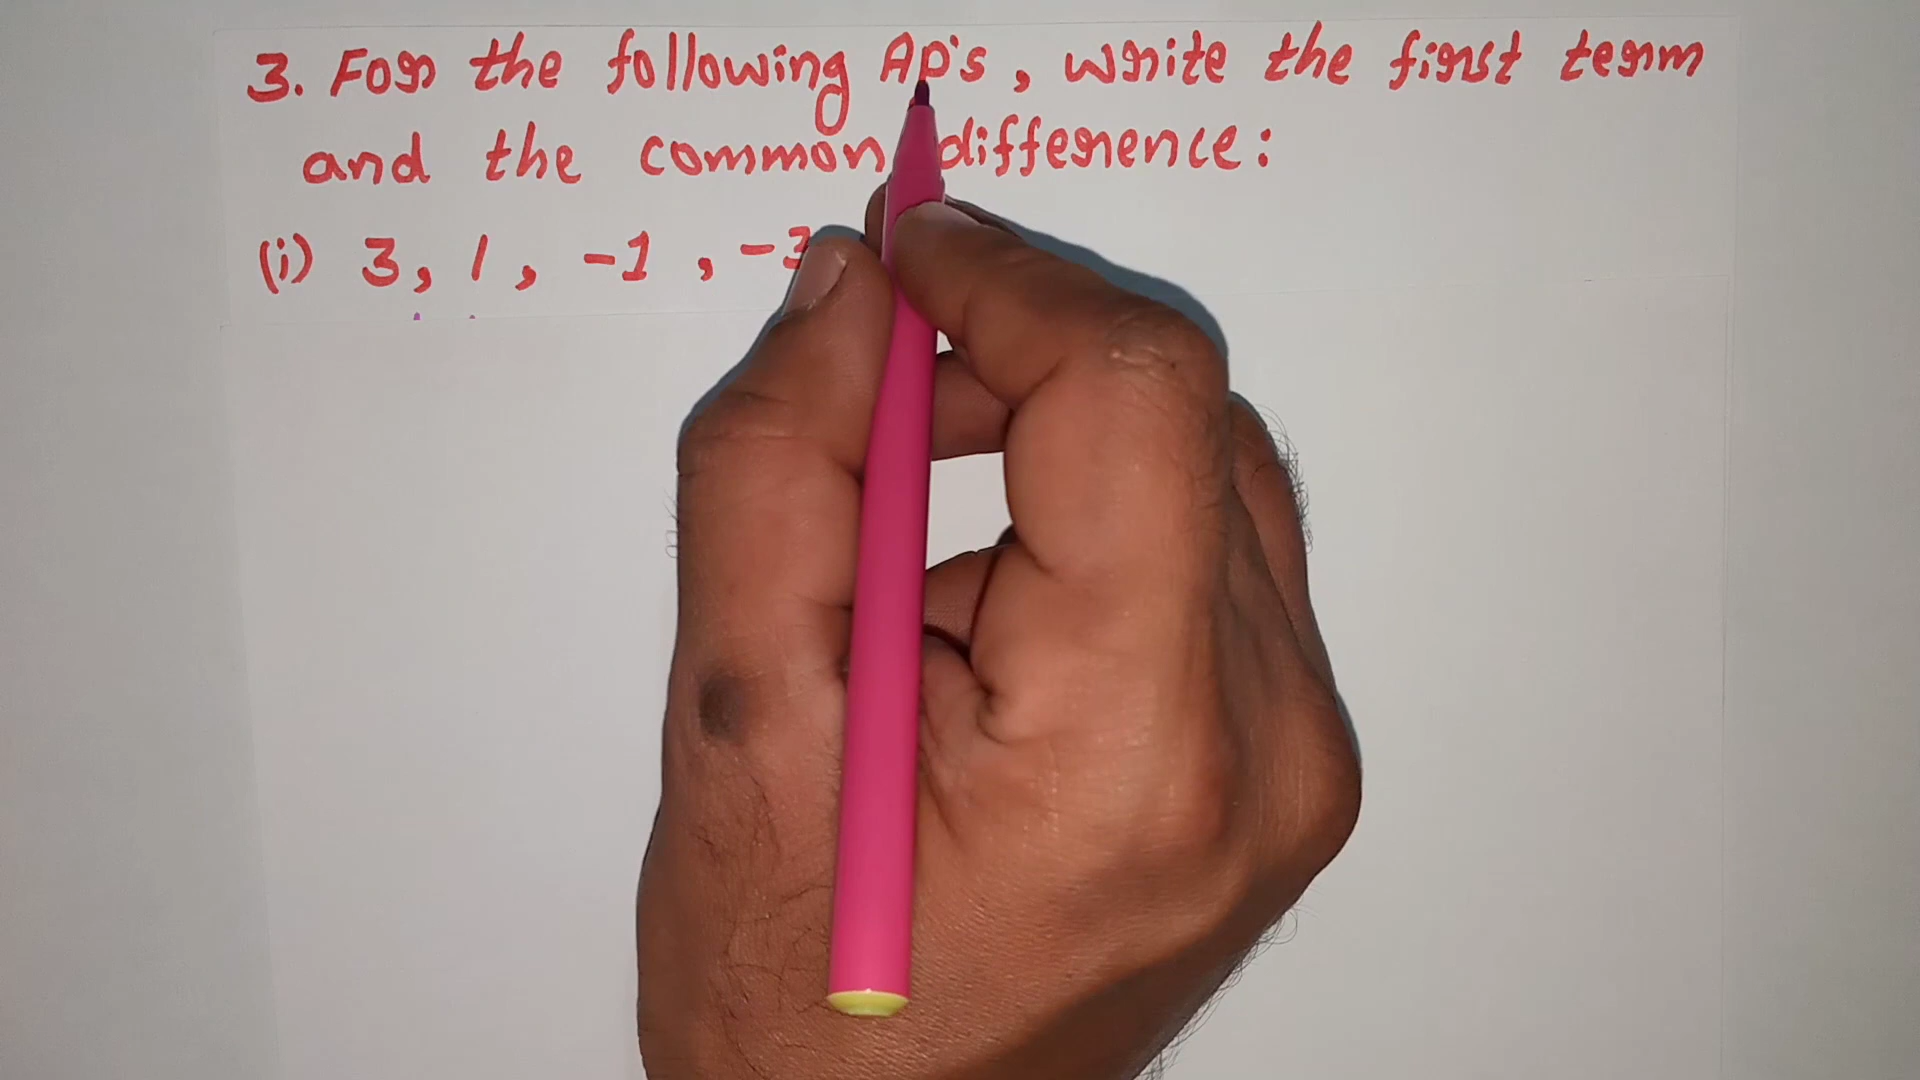 3. For the following AP's, write the first term
and the common difference:
(i) 3, 1, -1, -3